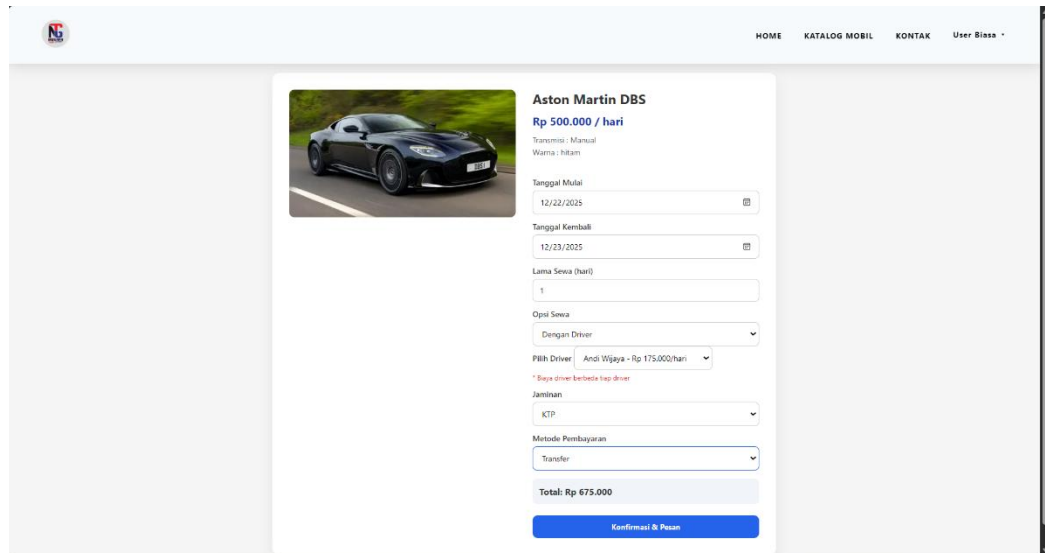 NG
HOME KATALOG MOBIL KONTAK User Biasa
Aston Martin DBS
Rp 500.000 / hari
Transmisi : Manual
Warna : hitam
Tanggal Mulai
12/22/2025
Tanggal Kembali
12/23/2025
Lama Sewa (hari)
1
Opsi Sewa
Dengan Driver
Pilih Driver Andi Wijaya - Rp 175.000/hari
* Biaya driver berbeda tiap driver
Jaminan
KTP
Metode Pembayaran
Transfer
Total: Rp 675.000
Konfirmasi & Pesan